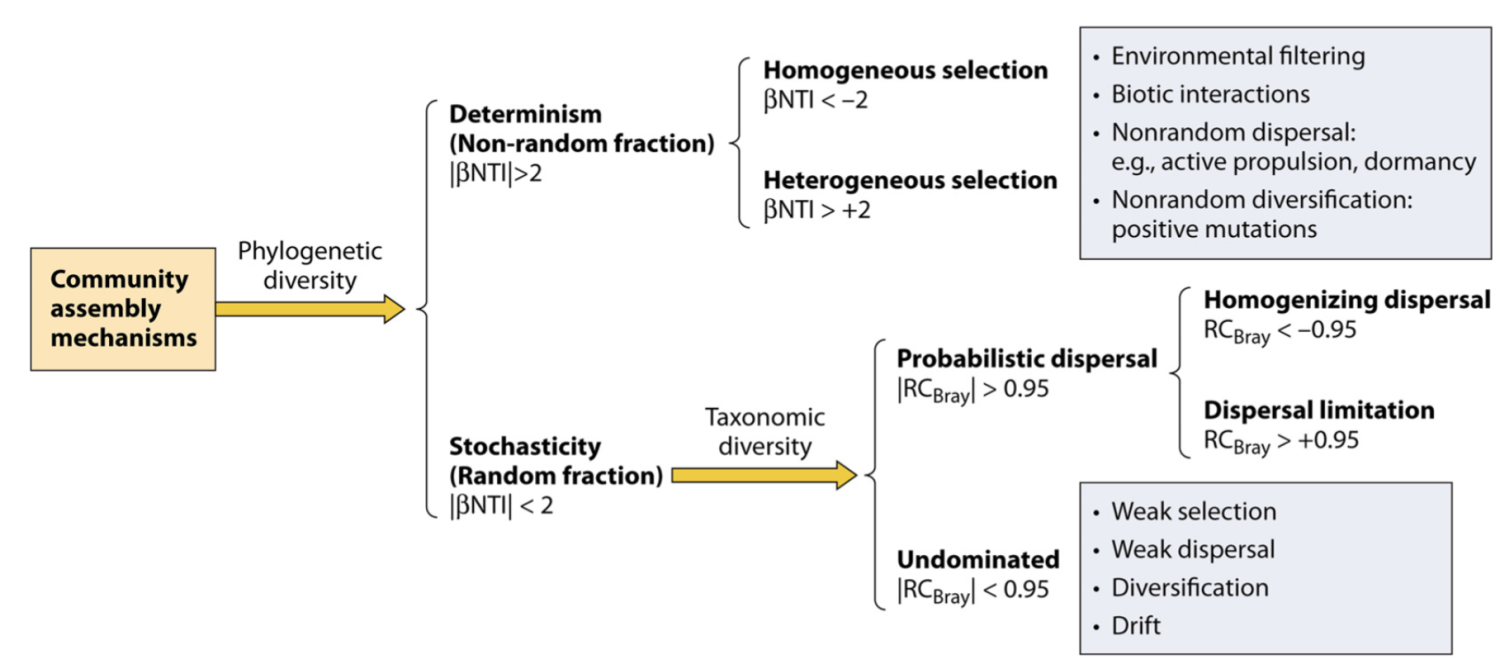 Community
assembly
mechanisms
Phylogenetic
diversity
Determinism
(Non-random fraction)
|βNTI|>2
Homogeneous selection
βNTI < –2
Heterogeneous selection
βNTI > +2
• Environmental filtering
• Biotic interactions
• Nonrandom dispersal:
e.g., active propulsion, dormancy
• Nonrandom diversification:
positive mutations
Stochasticity
(Random fraction)
|βNTI| < 2
Taxonomic
diversity
Probabilistic dispersal
|RCBray| > 0.95
Homogenizing dispersal
RCBray < –0.95
Dispersal limitation
RCBray > +0.95
Undominated
|RCBray| < 0.95
• Weak selection
• Weak dispersal
• Diversification
• Drift